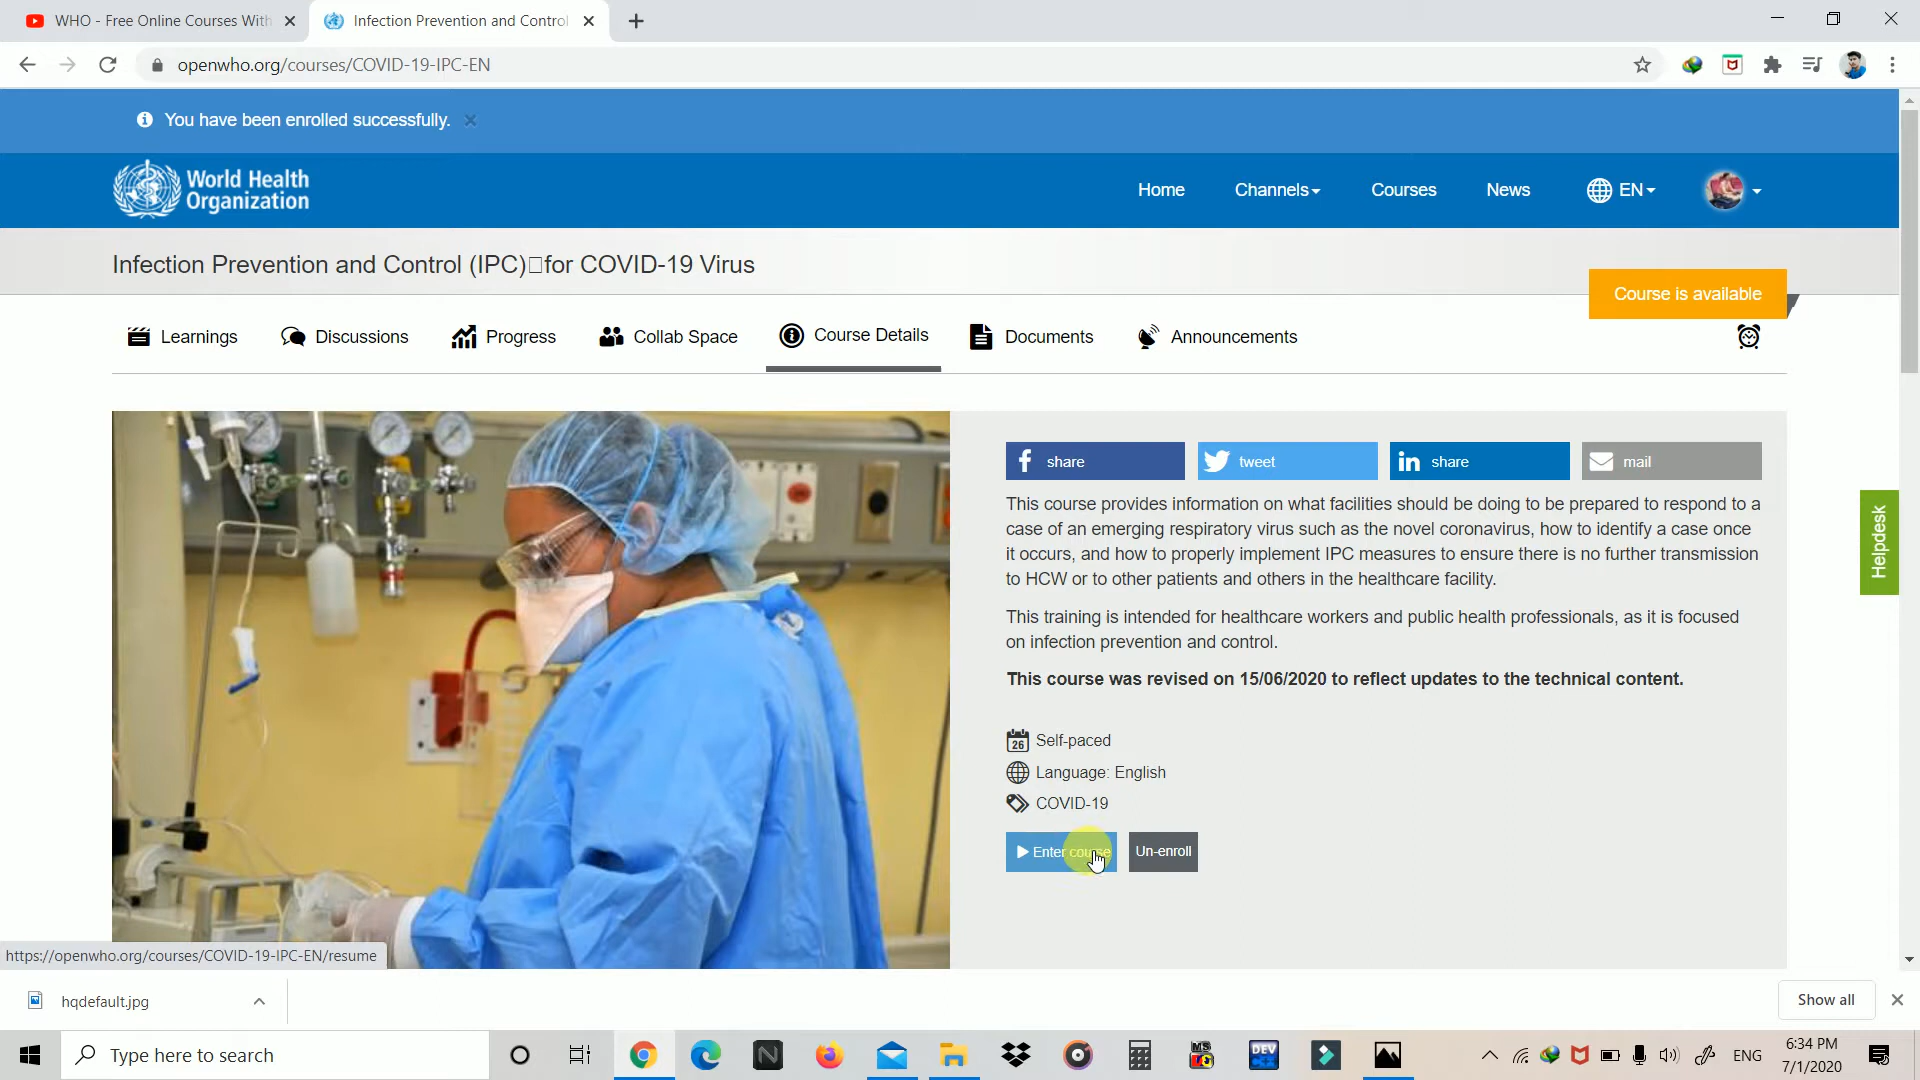 WHO - Free Online Courses With
Infection Prevention and Control
openwho.org/courses/COVID-19-IPC-EN
You have been enrolled successfully.
World Health
Organization
Home
Channels
Courses
News
EN
Infection Prevention and Control (IPC)□for COVID-19 Virus
Course is available
Learnings
Discussions
Progress
Collab Space
Course Details
Documents
Announcements
share
tweet
share
mail
This course provides information on what facilities should be doing to be prepared to respond to a
case of an emerging respiratory virus such as the novel coronavirus, how to identify a case once
it occurs, and how to properly implement IPC measures to ensure there is no further transmission
to HCW or to other patients and others in the healthcare facility.
This training is intended for healthcare workers and public health professionals, as it is focused
on infection prevention and control.
This course was revised on 15/06/2020 to reflect updates to the technical content.
26 Self-paced
Language: English
COVID-19
Enter course
Un-enroll
Helpdesk
https://openwho.org/courses/COVID-19-IPC-EN/resume
hqdefault.jpg
Show all
Type here to search
MS
DEV
ENG
6:34 PM
7/1/2020